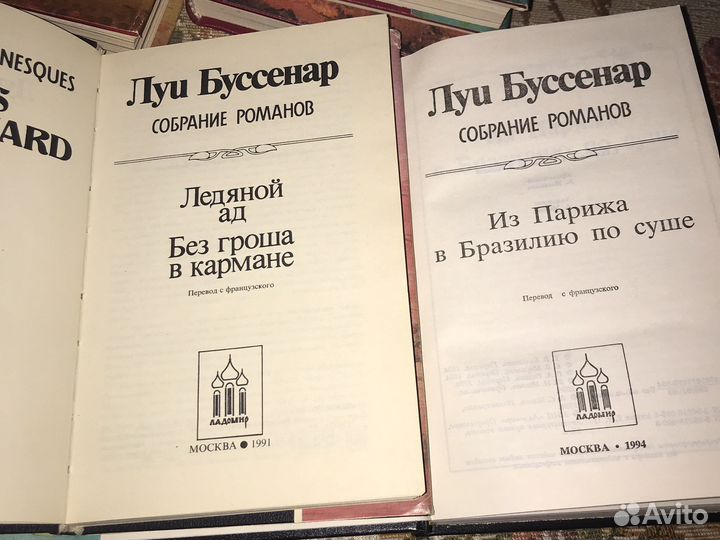 NESQUES
ARD
Луи Буссенар
СОБРАНИЕ РОМАНОВ
Ледяной
ад
Без гроша
в кармане
Перевод с французского
ЛАДОМИР
МОСКВА ● 1991
Луи Буссенар
СОБРАНИЕ РОМАНОВ
Из Парижа
в Бразилию по суше
Перевод с французского
ЛАДОМИР
МОСКВА • 1994
Avito